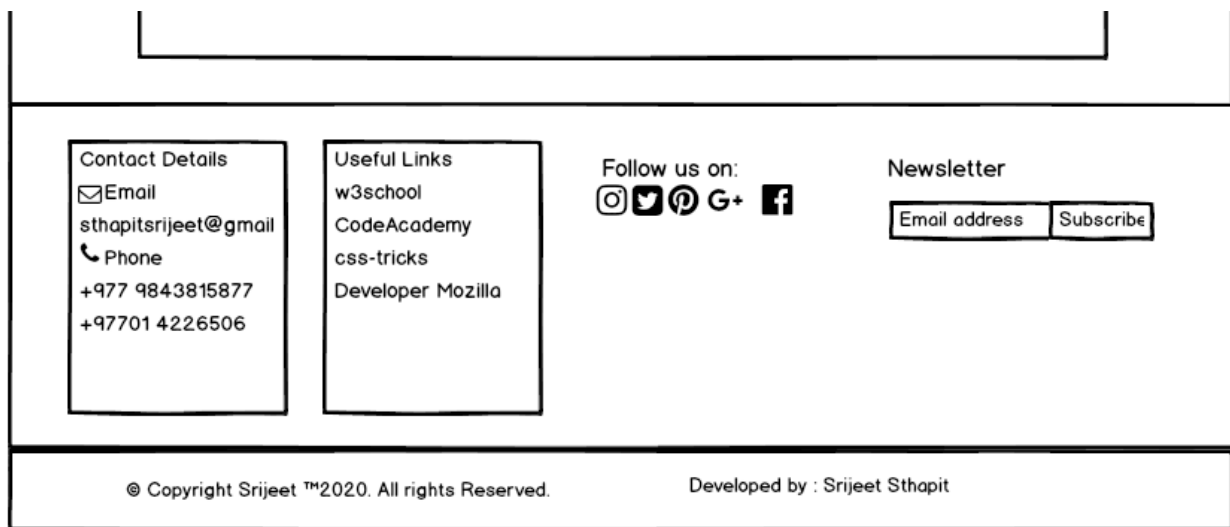 Contact Details
Email
sthapitsrijeet@gmail
Phone
+977 9843815877
+97701 4226506
Useful Links
w3school
CodeAcademy
css-tricks
Developer Mozilla
Follow us on:
G+
Newsletter
Email address
Subscribe
© Copyright Srijeet ™2020. All rights Reserved.
Developed by : Srijeet Sthapit